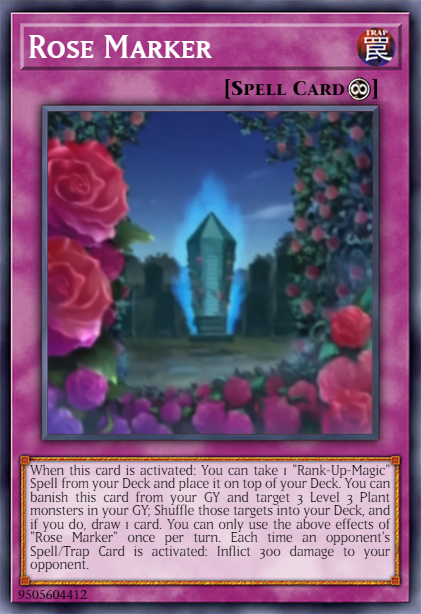 Rose Marker
TRAP
罠
[Spell Card]
When this card is activated: You can take 1 "Rank-Up-Magic"
Spell from your Deck and place it on top of your Deck. You can
banish this card from your GY and target 3 Level 3 Plant
monsters in your GY; Shuffle those targets into your Deck, and
if you do, draw 1 card. You can only use the above effects of
"Rose Marker" once per turn. Each time an opponent's
Spell/Trap Card is activated: Inflict 300 damage to your
opponent.
9505604412